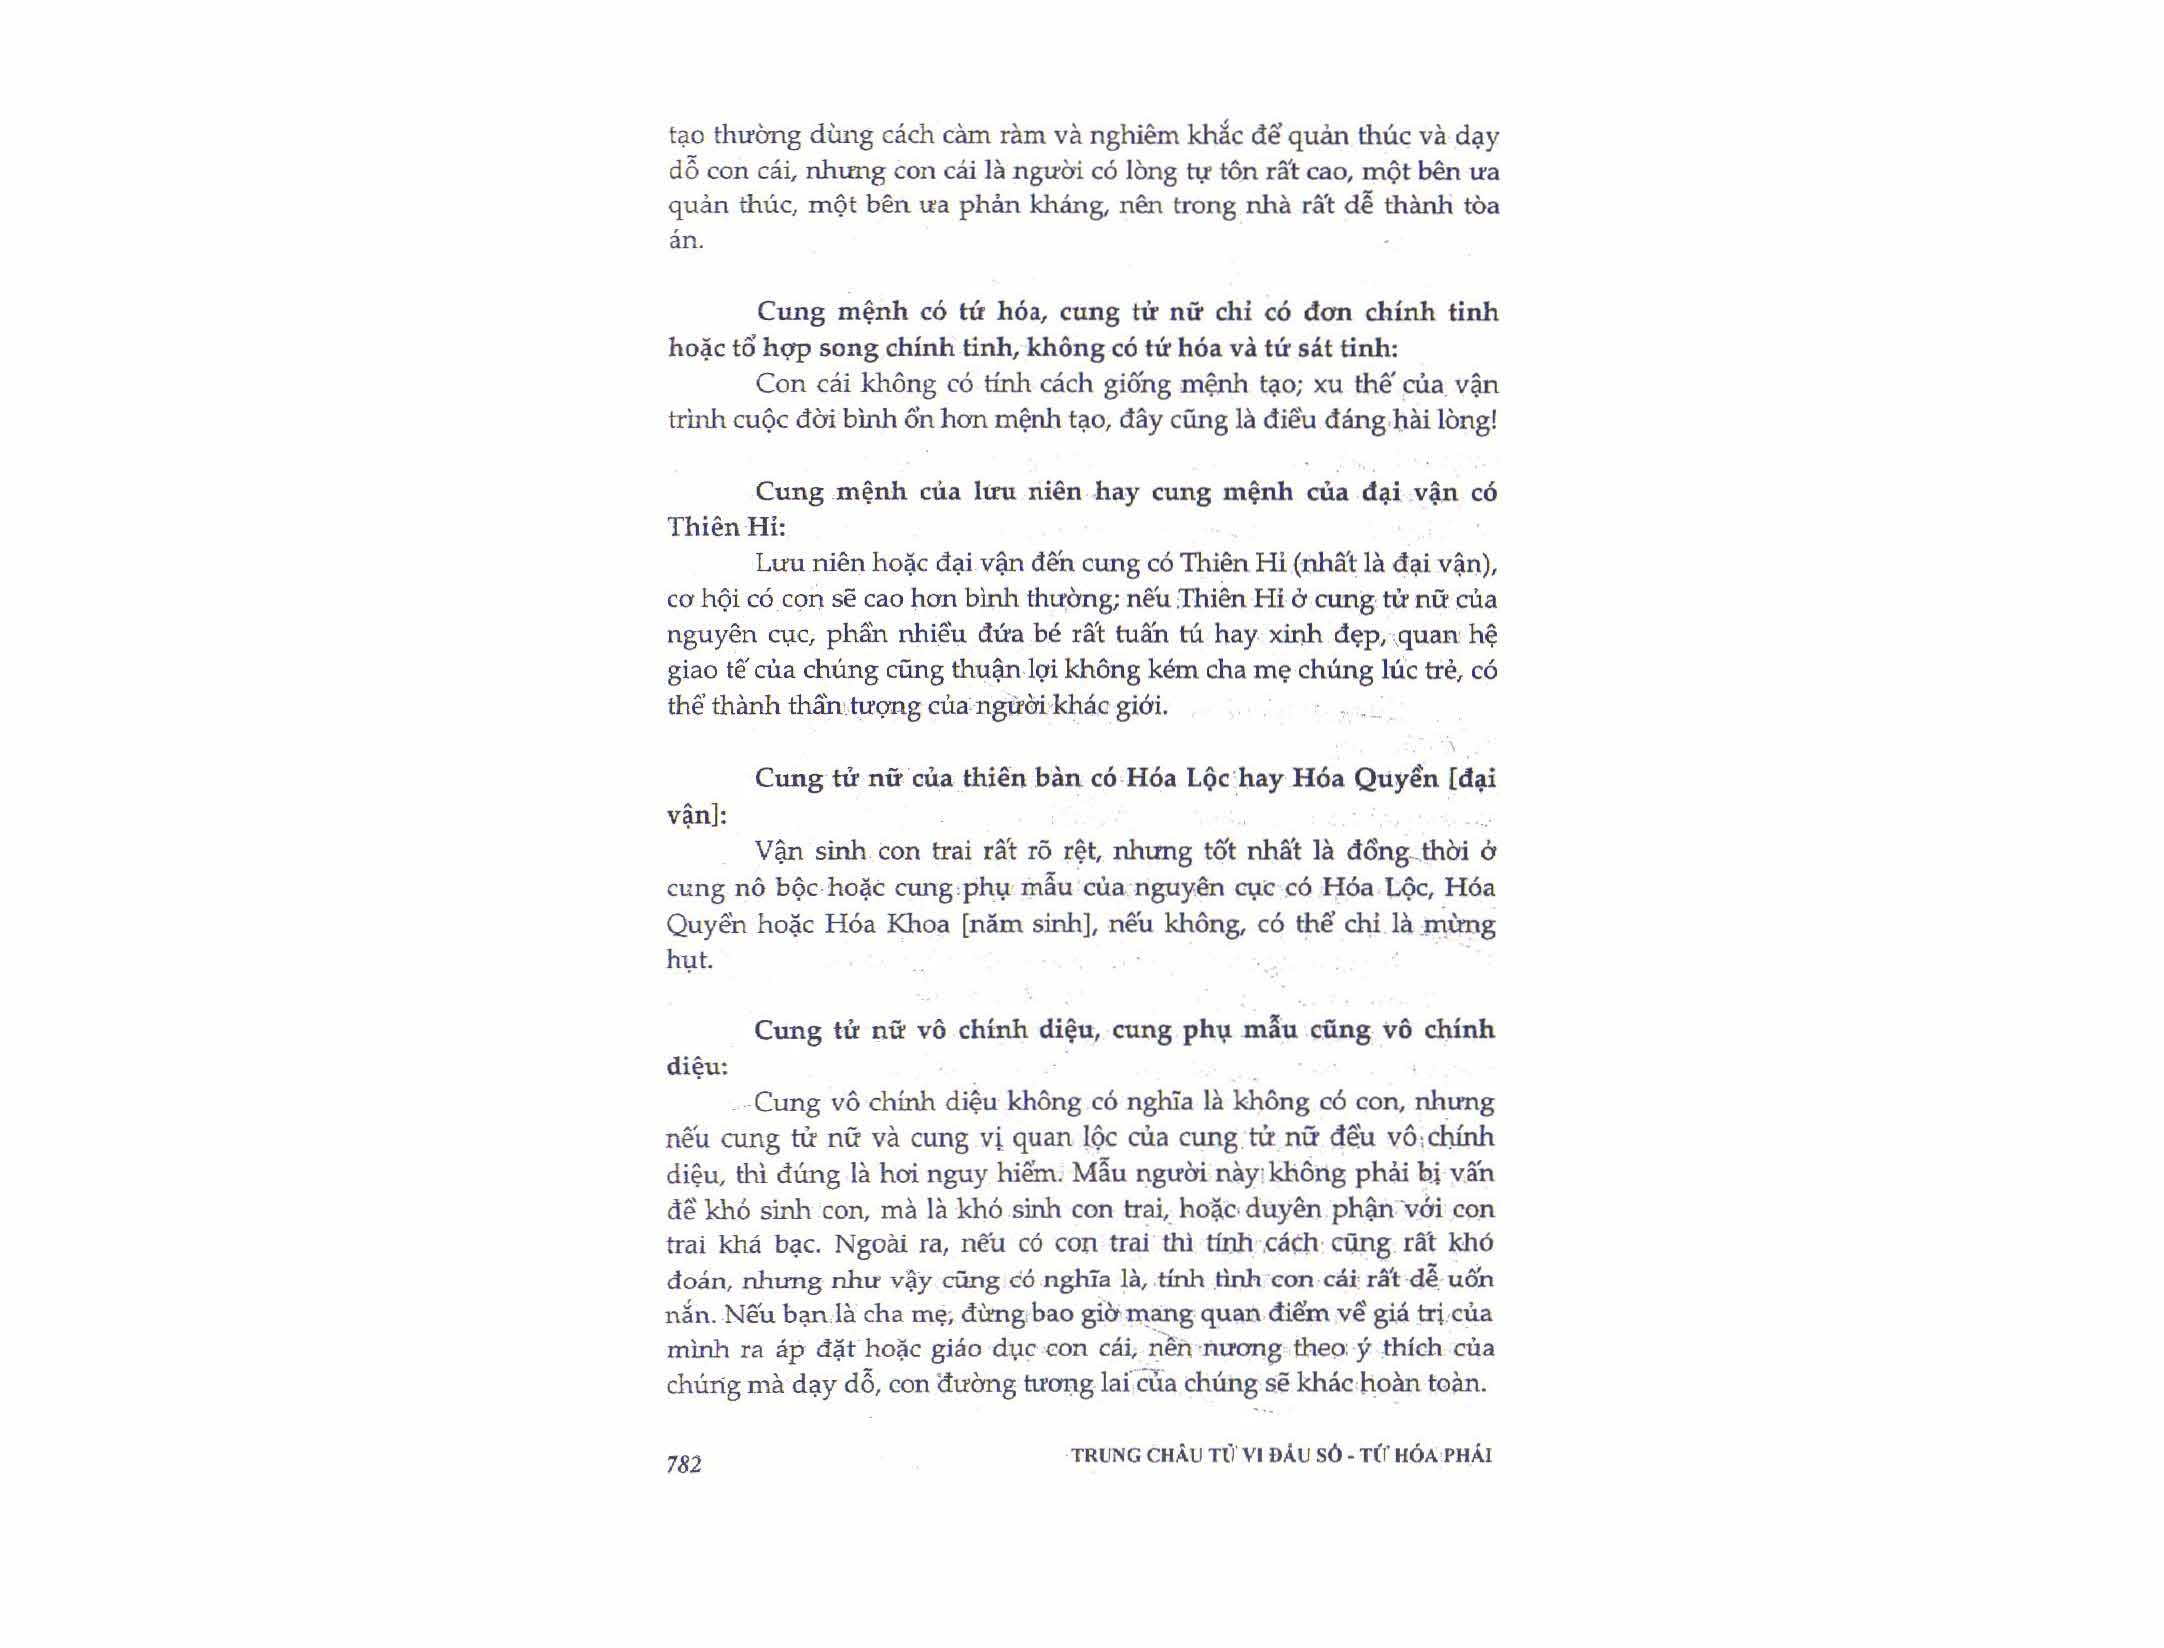 tạo thường dùng cách càm ràm và nghiêm khắc để quản thúc và dạy
dỗ con cái, nhưng con cái là người có lòng tự tôn rất cao, một bên ưa
quản thúc, một bên ưa phản kháng, nên trong nhà rất dễ thành tòa
án.
Cung mệnh có tứ hóa, cung tử nữ chỉ có đơn chính tinh
hoặc tổ hợp song chính tinh, không có tứ hóa và tứ sát tinh:
Con cái không có tính cách giống mệnh tạo; xu thế của vận
trình cuộc đời bình ổn hơn mệnh tạo, đây cũng là điều đáng hài lòng!
Cung mệnh của lưu niên hay cung mệnh của đại vận có
Thiên Hỉ:
Lưu niên hoặc đại vận đến cung có Thiên Hỉ (nhất là đại vận),
cơ hội có con sẽ cao hơn bình thường; nếu Thiên Hỉ ở cung tử nữ của
nguyên cục, phần nhiều đứa bé rất tuấn tú hay xinh đẹp, quan hệ
giao tế của chúng cũng thuận lợi không kém cha mẹ chúng lúc trẻ, có
thể thành thần tượng của người khác giới.
Cung tử nữ của thiên bàn có Hóa Lộc hay Hóa Quyền [đại
vận]:
Vận sinh con trai rất rõ rệt, nhưng tốt nhất là đồng thời ở
cung nô bộc hoặc cung phụ mẫu của nguyên cục có Hóa Lộc, Hóa
Quyền hoặc Hóa Khoa [năm sinh], nếu không, có thể chỉ là mừng
hụt.
Cung tử nữ vô chính diệu, cung phụ mẫu cũng vô chính
diệu:
Cung vô chính diệu không có nghĩa là không có con, nhưng
nếu cung tử nữ và cung vị quan lộc của cung tử nữ đều vô chính
diệu, thì đúng là hơi nguy hiểm. Mẫu người này không phải bị vấn
đề khó sinh con, mà là khó sinh con trai, hoặc duyên phận với con
trai khá bạc. Ngoài ra, nếu có con trai thì tính cách cũng rất khó
đoán, nhưng như vậy cũng có nghĩa là, tính tình con cái rất dễ uốn
nắn. Nếu bạn là cha mẹ, đừng bao giờ mang quan điểm về giá trị của
mình ra áp đặt hoặc giáo dục con cái, nên nương theo ý thích của
chúng mà dạy dỗ, con đường tương lai của chúng sẽ khác hoàn toàn.
782
TRUNG CHÂU TỬ VI ĐẨU SỐ - TỨ HÓA PHÁI